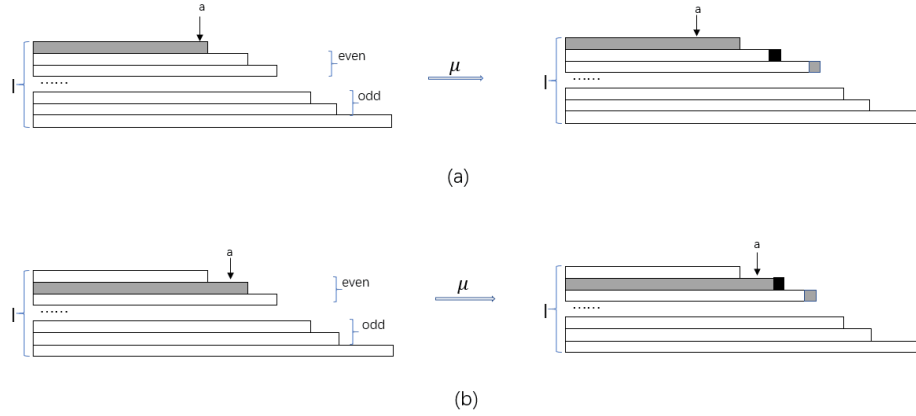 a
a
even
μ
l
l
......
......
odd
(a)
a
a
even
μ
l
l
......
......
odd
(b)